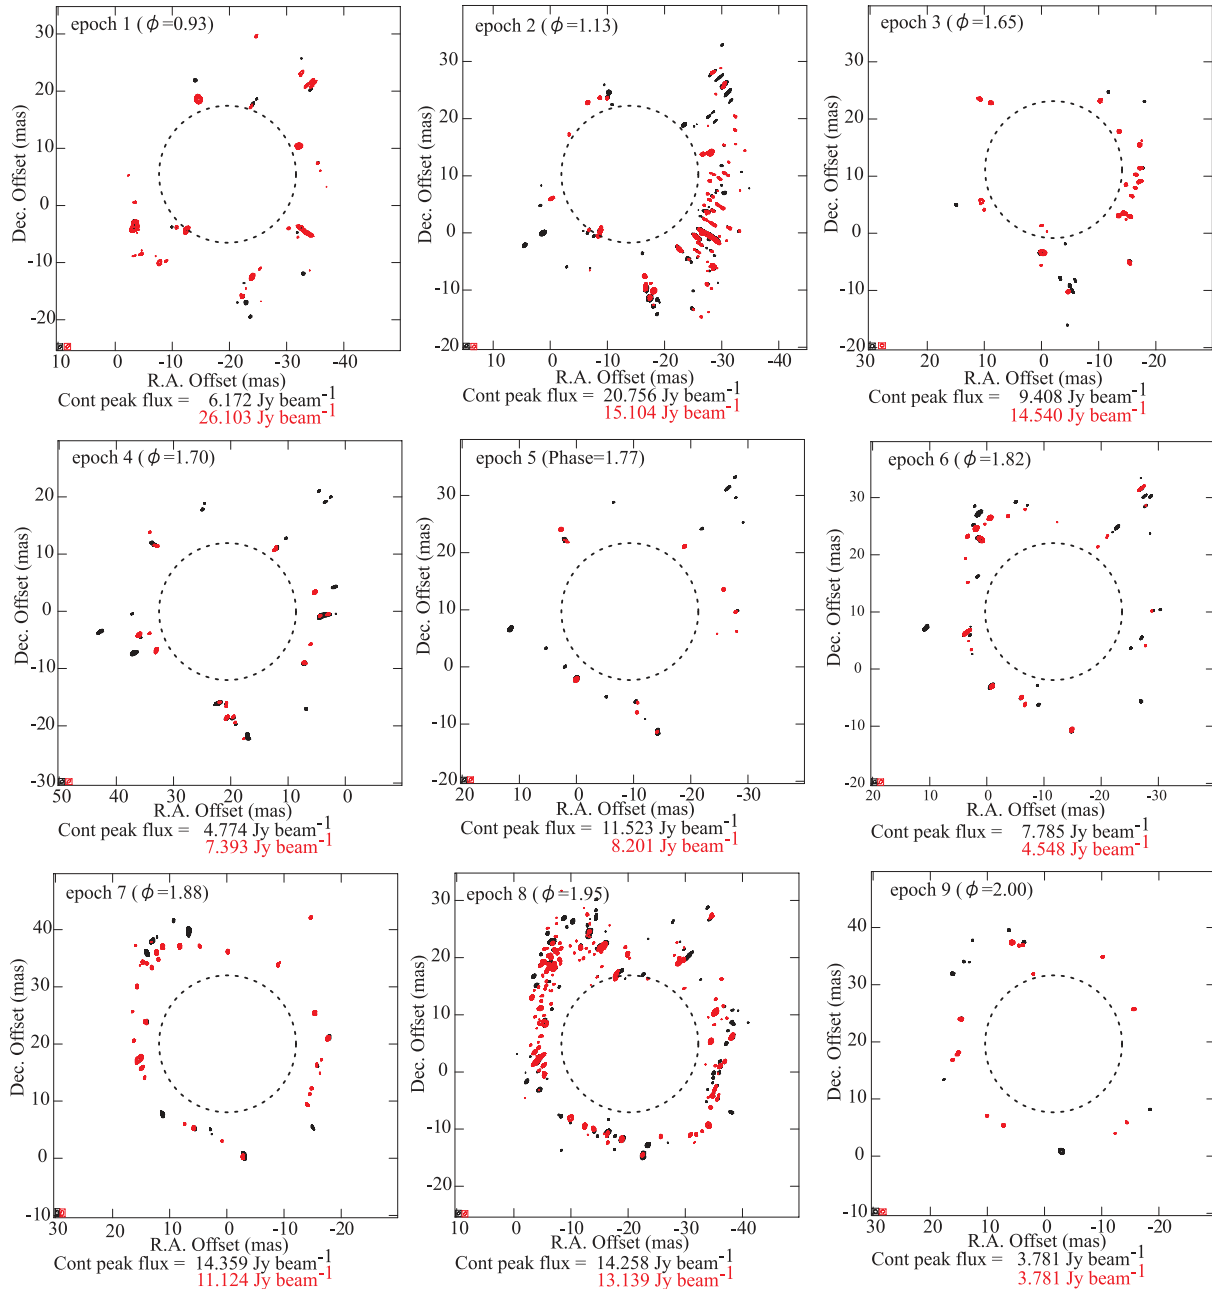 epoch 1 ( ϕ=0.93)
30
20
10
0
-10
-20
Dec. Offset (mas)
10 0 -10 -20 -30 -40
R.A. Offset (mas)
Cont peak flux = 6.172 Jy beam-1
26.103 Jy beam-1
epoch 2 ( ϕ=1.13)
30
20
10
0
-10
-20
Dec. Offset (mas)
10 0 -10 -20 -30 -40
R.A. Offset (mas)
Cont peak flux = 20.756 Jy beam-1
15.104 Jy beam-1
epoch 3 ( ϕ=1.65)
30
20
10
0
-10
-20
Dec. Offset (mas)
30 20 10 0 -10 -20
R.A. Offset (mas)
Cont peak flux = 9.408 Jy beam-1
14.540 Jy beam-1
epoch 4 ( ϕ=1.70)
20
10
0
-10
-20
-30
Dec. Offset (mas)
50 40 30 20 10 0
R.A. Offset (mas)
Cont peak flux = 4.774 Jy beam-1
7.393 Jy beam-1
epoch 5 (Phase=1.77)
30
20
10
0
-10
-20
Dec. Offset (mas)
20 10 0 -10 -20 -30
R.A. Offset (mas)
Cont peak flux = 11.523 Jy beam-1
8.201 Jy beam-1
epoch 6 ( ϕ=1.82)
30
20
10
0
-10
-20
Dec. Offset (mas)
20 10 0 -10 -20 -30
R.A. Offset (mas)
Cont peak flux = 7.785 Jy beam-1
4.548 Jy beam-1
epoch 7 ( ϕ=1.88)
40
30
20
10
0
-10
Dec. Offset (mas)
30 20 10 0 -10 -20
R.A. Offset (mas)
Cont peak flux = 14.359 Jy beam-1
11.124 Jy beam-1
epoch 8 ( ϕ=1.95)
30
20
10
0
-10
-20
Dec. Offset (mas)
10 0 -10 -20 -30 -40
R.A. Offset (mas)
Cont peak flux = 14.258 Jy beam-1
13.139 Jy beam-1
epoch 9 ( ϕ=2.00)
40
30
20
10
0
-10
Dec. Offset (mas)
30 20 10 0 -10 -20
R.A. Offset (mas)
Cont peak flux = 3.781 Jy beam-1
3.781 Jy beam-1